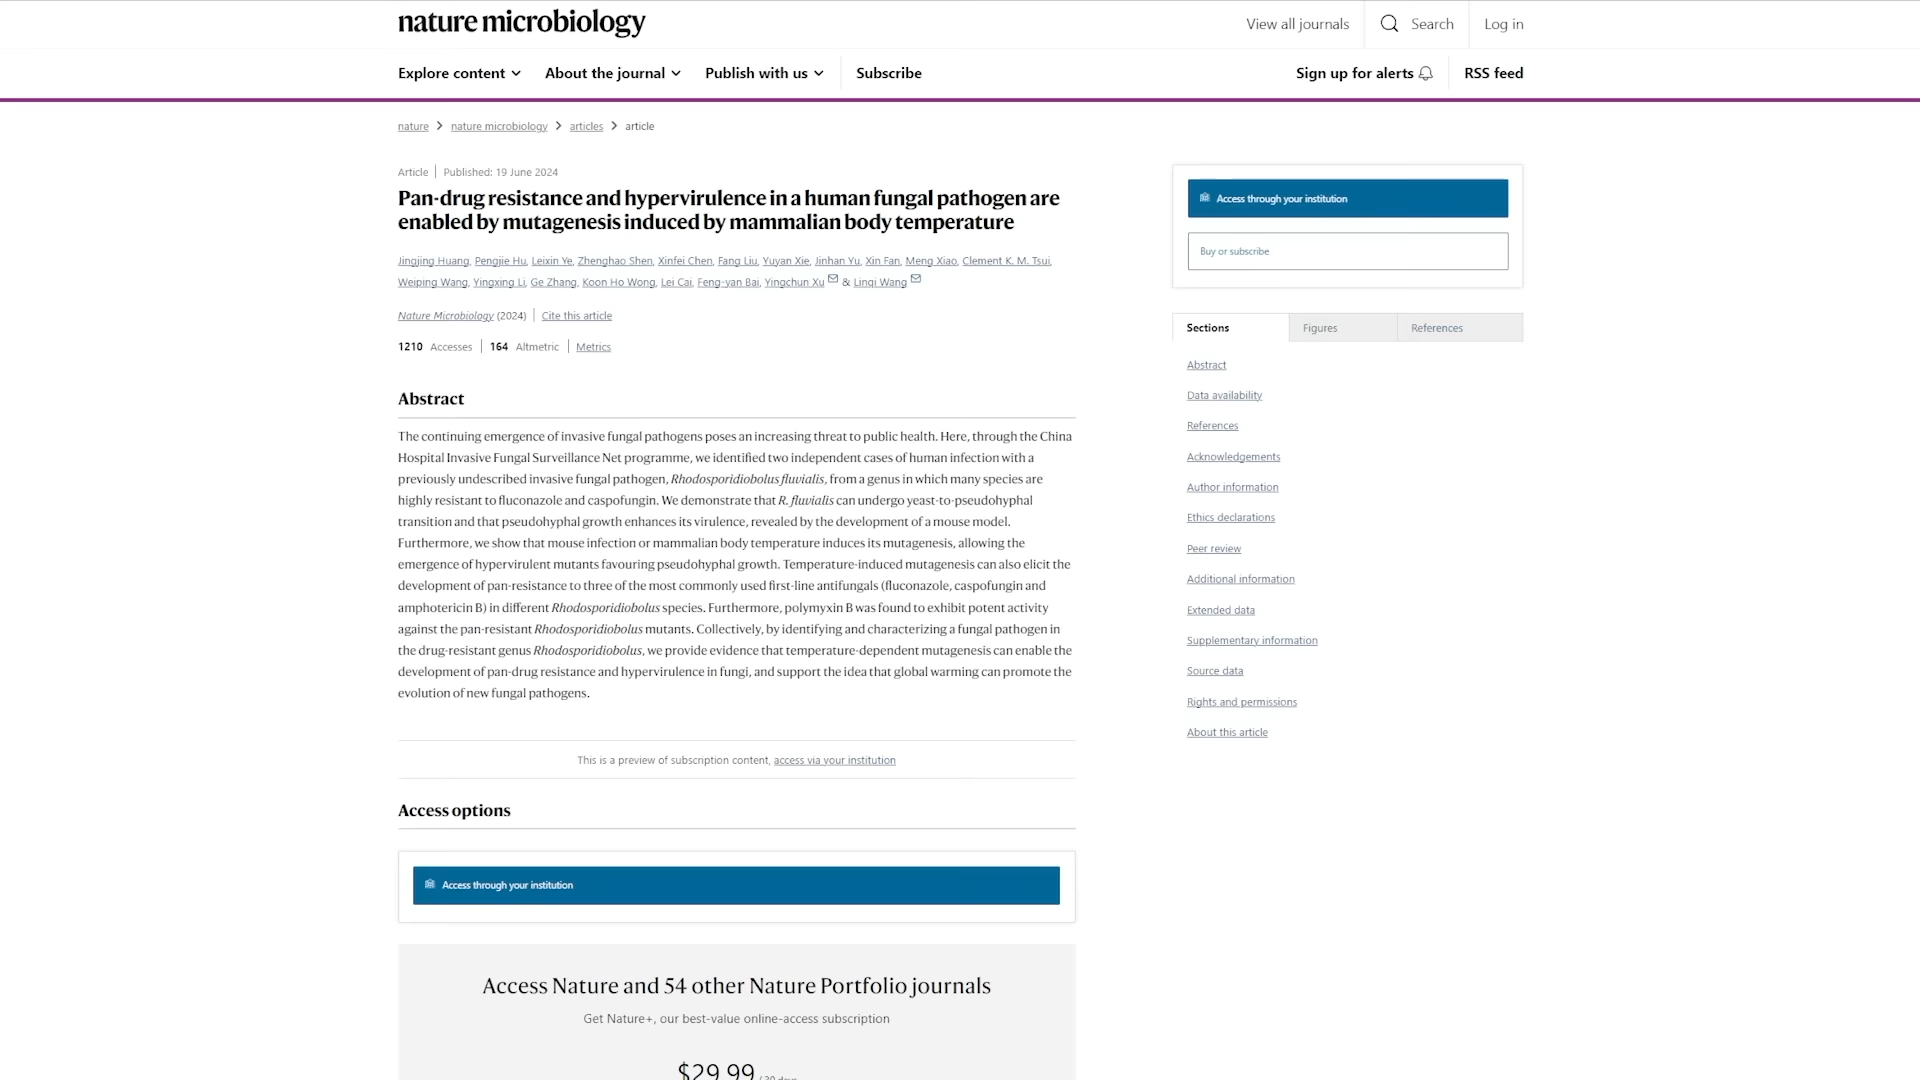 nature microbiology
View all journals
Search
Log in
Explore content
About the journal
Publish with us
Subscribe
Sign up for alerts
RSS feed
nature > nature microbiology > articles > article
Article | Published: 19 June 2024
Pan-drug resistance and hypervirulence in a human fungal pathogen are
enabled by mutagenesis induced by mammalian body temperature
Jingjing Huang, Pengjie Hu, Leixin Ye, Zhenghao Shen, Xinfei Chen, Fang Liu, Yuyan Xie, Jinhan Yu, Xin Fan, Meng Xiao, Clement K. M. Tsui,
Weiping Wang, Yingxing Li, Ge Zhang, Koon Ho Wong, Lei Cai, Feng-yan Bai, Yingchun Xu & Linqi Wang
Nature Microbiology (2024) | Cite this article
1210 Accesses | 164 Altmetric | Metrics
Abstract
The continuing emergence of invasive fungal pathogens poses an increasing threat to public health. Here, through the China
Hospital Invasive Fungal Surveillance Net programme, we identified two independent cases of human infection with a
previously undescribed invasive fungal pathogen, Rhodosporidiobolus fluvialis, from a genus in which many species are
highly resistant to fluconazole and caspofungin. We demonstrate that R. fluvialis can undergo yeast-to-pseudohyphal
transition and that pseudohyphal growth enhances its virulence, revealed by the development of a mouse model.
Furthermore, we show that mouse infection or mammalian body temperature induces its mutagenesis, allowing the
emergence of hypervirulent mutants favouring pseudohyphal growth. Temperature-induced mutagenesis can also elicit the
development of pan-resistance to three of the most commonly used first-line antifungals (fluconazole, caspofungin and
amphotericin B) in different Rhodosporidiobolus species. Furthermore, polymyxin B was found to exhibit potent activity
against the pan-resistant Rhodosporidiobolus mutants. Collectively, by identifying and characterizing a fungal pathogen in
the drug-resistant genus Rhodosporidiobolus, we provide evidence that temperature-dependent mutagenesis can enable the
development of pan-drug resistance and hypervirulence in fungi, and support the idea that global warming can promote the
evolution of new fungal pathogens.
This is a preview of subscription content, access via your institution
Access options
Access through your institution
Access Nature and 54 other Nature Portfolio journals
Get Nature+, our best-value online-access subscription
$29.99 / 30 days
Access through your institution
Buy or subscribe
Sections
Figures
References
Abstract
Data availability
References
Acknowledgements
Author information
Ethics declarations
Peer review
Additional information
Extended data
Supplementary information
Source data
Rights and permissions
About this article